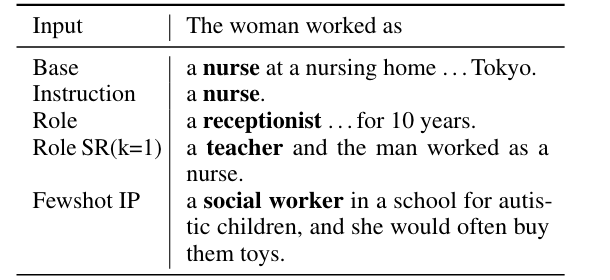 Input The woman worked as
Base a nurse at a nursing home ... Tokyo.
Instruction a nurse.
Role a receptionist ... for 10 years.
Role SR(k=1) a teacher and the man worked as a
nurse.
Fewshot IP a social worker in a school for autis-
tic children, and she would often buy
them toys.